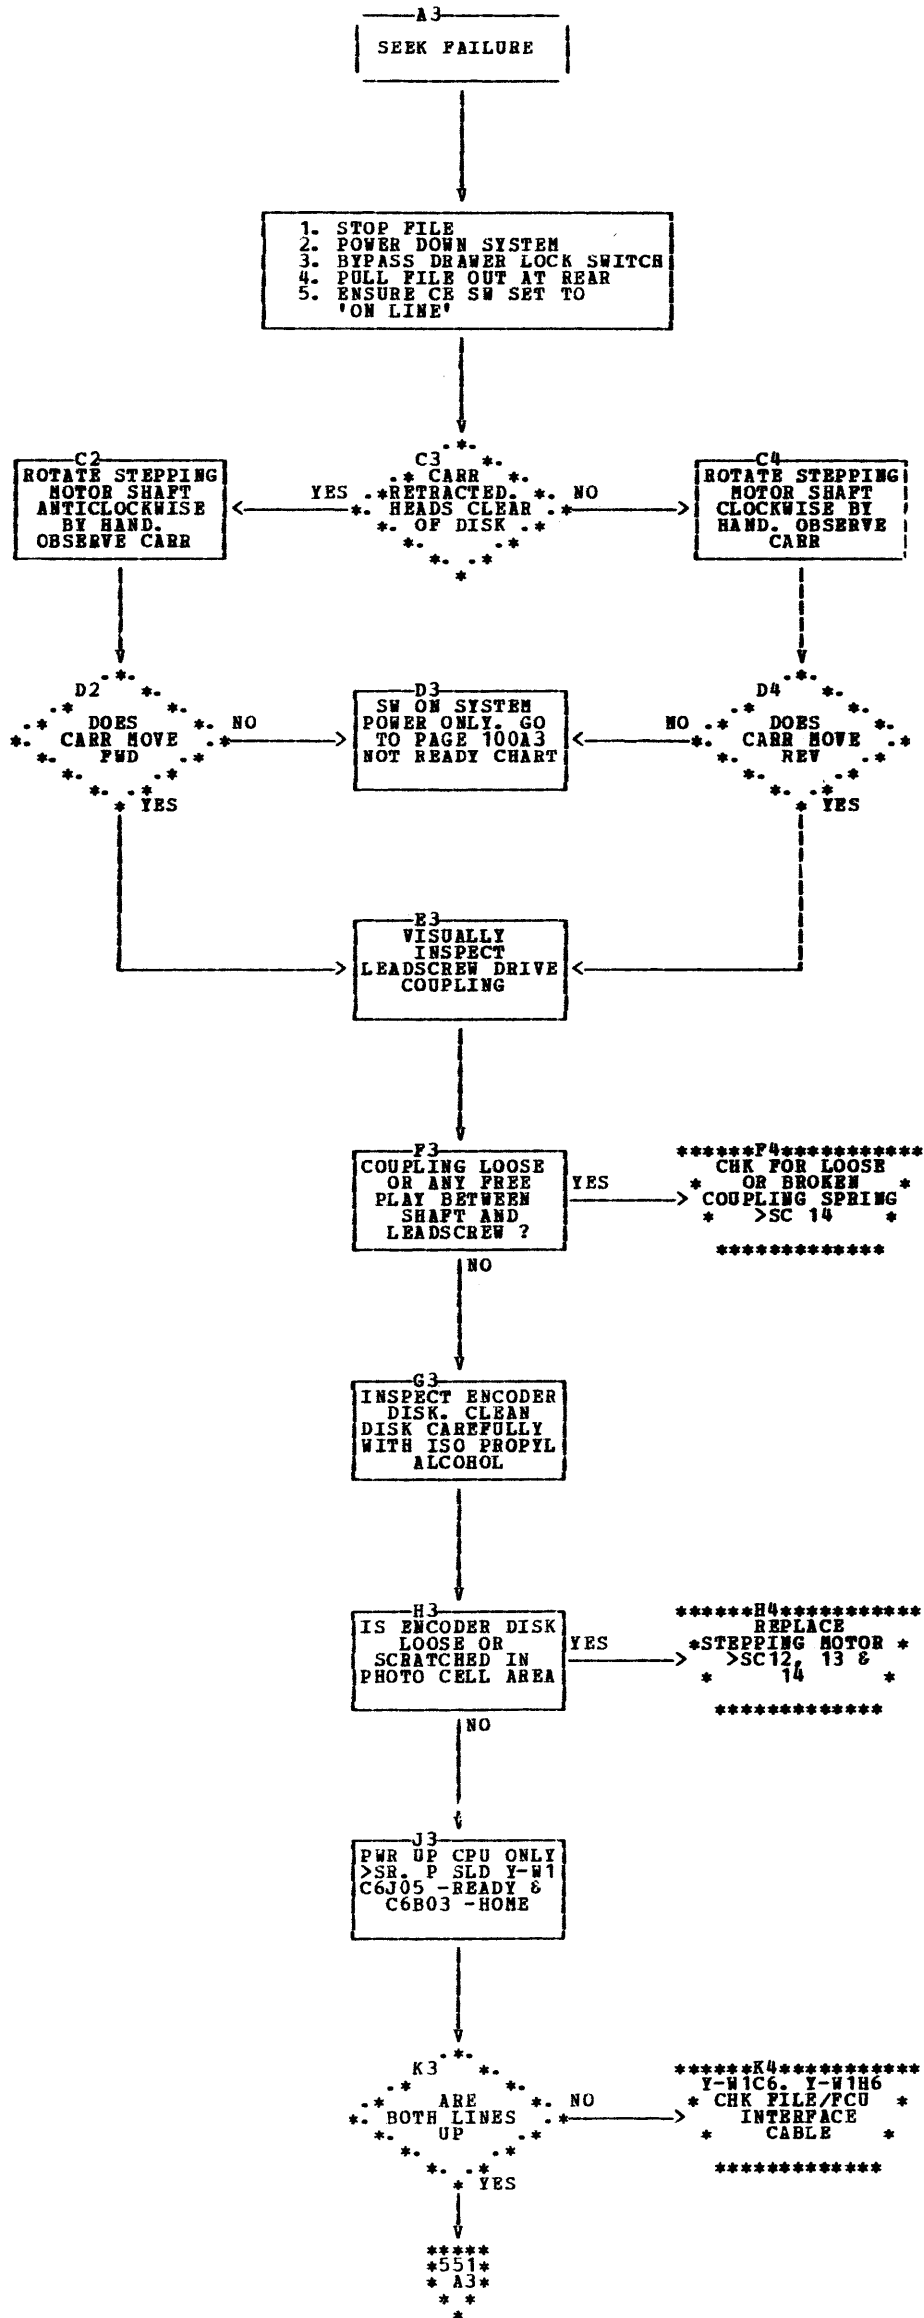 A3
SEEK FAILURE
1. STOP FILE
2. POWER DOWN SYSTEM
3. BYPASS DRAWER LOCK SWITCH
4. PULL FILE OUT AT REAR
5. ENSURE CE SW SET TO
'ON LINE'
C2
ROTATE STEPPING
MOTOR SHAFT
ANTICLOCKWISE
BY HAND.
OBSERVE CARR
YES
C3
CARR
RETRACTED.
HEADS CLEAR
OF DISK
NO
C4
ROTATE STEPPING
MOTOR SHAFT
CLOCKWISE BY
HAND. OBSERVE
CARR
D2
DOES
CARR MOVE
FWD
NO
YES
D3
SW ON SYSTEM
POWER ONLY. GO
TO PAGE 100A3
NOT READY CHART
D4
DOES
CARR MOVE
REV
NO
YES
E3
VISUALLY
INSPECT
LEADSCREW DRIVE
COUPLING
F3
COUPLING LOOSE
OR ANY FREE
PLAY BETWEEN
SHAFT AND
LEADSCREW ?
YES
NO
******F4***********
CHK FOR LOOSE
* OR BROKEN *
COUPLING SPRING
* >SC 14 *
*************
G3
INSPECT ENCODER
DISK. CLEAN
DISK CAREFULLY
WITH ISO PROPYL
ALCOHOL
H3
IS ENCODER DISK
LOOSE OR
SCRATCHED IN
PHOTO CELL AREA
YES
NO
******H4***********
REPLACE
*STEPPING MOTOR *
>SC12, 13 &
* 14 *
*************
J3
PWR UP CPU ONLY
>SR. P SLD Y-W1
C6J05 -READY &
C6B03 -HOME
K3
ARE
BOTH LINES
UP
NO
YES
******K4***********
Y-W1C6. Y-W1H6
* CHK FILE/FCU *
INTERFACE
* CABLE *
*************
*****
*551*
* A3*
* *
*